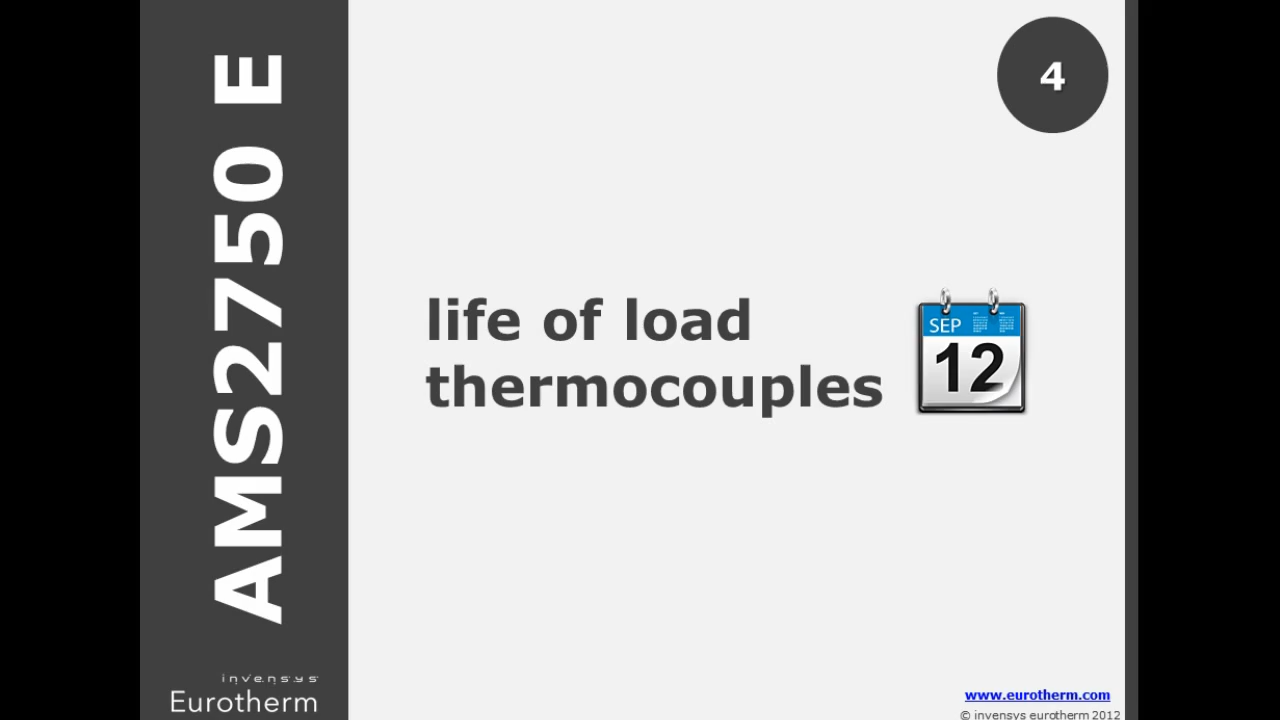 AMS2750 E
4
life of load
thermocouples
SEP
12
invensys
Eurotherm
www.eurotherm.com
© invensys eurotherm 2012